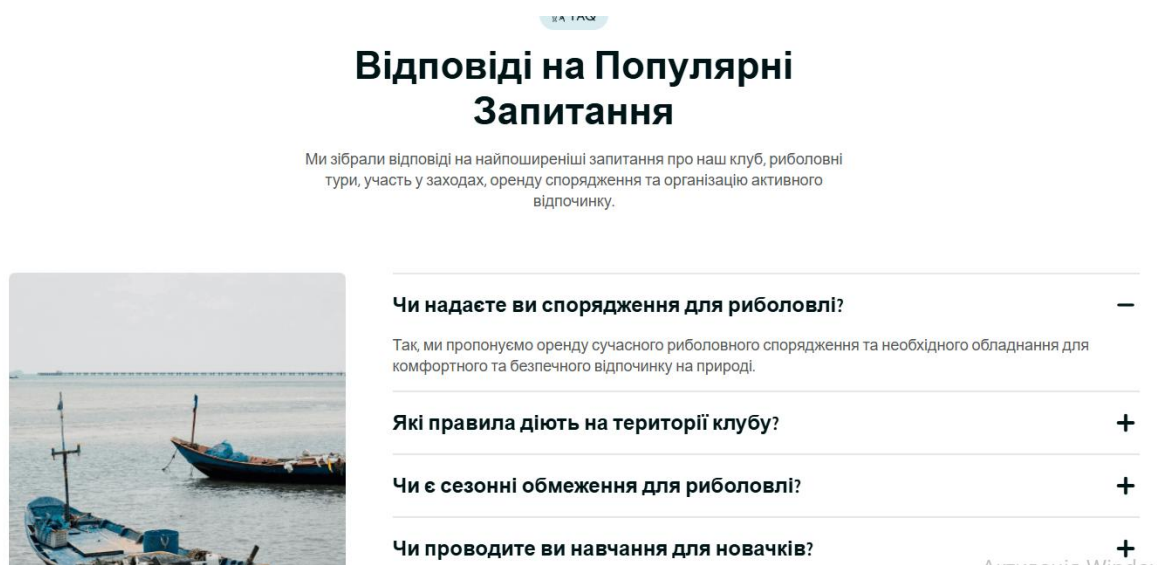 FAQ
Відповіді на Популярні
Запитання
Ми зібрали відповіді на найпоширеніші запитання про наш клуб, риболовні
тури, участь у заходах, оренду спорядження та організацію активного
відпочинку.
Чи надаєте ви спорядження для риболовлі?
Так, ми пропонуємо оренду сучасного риболовного спорядження та необхідного обладнання для
комфортного та безпечного відпочинку на природі.
Які правила діють на території клубу?
Чи є сезонні обмеження для риболовлі?
Чи проводите ви навчання для новачків?